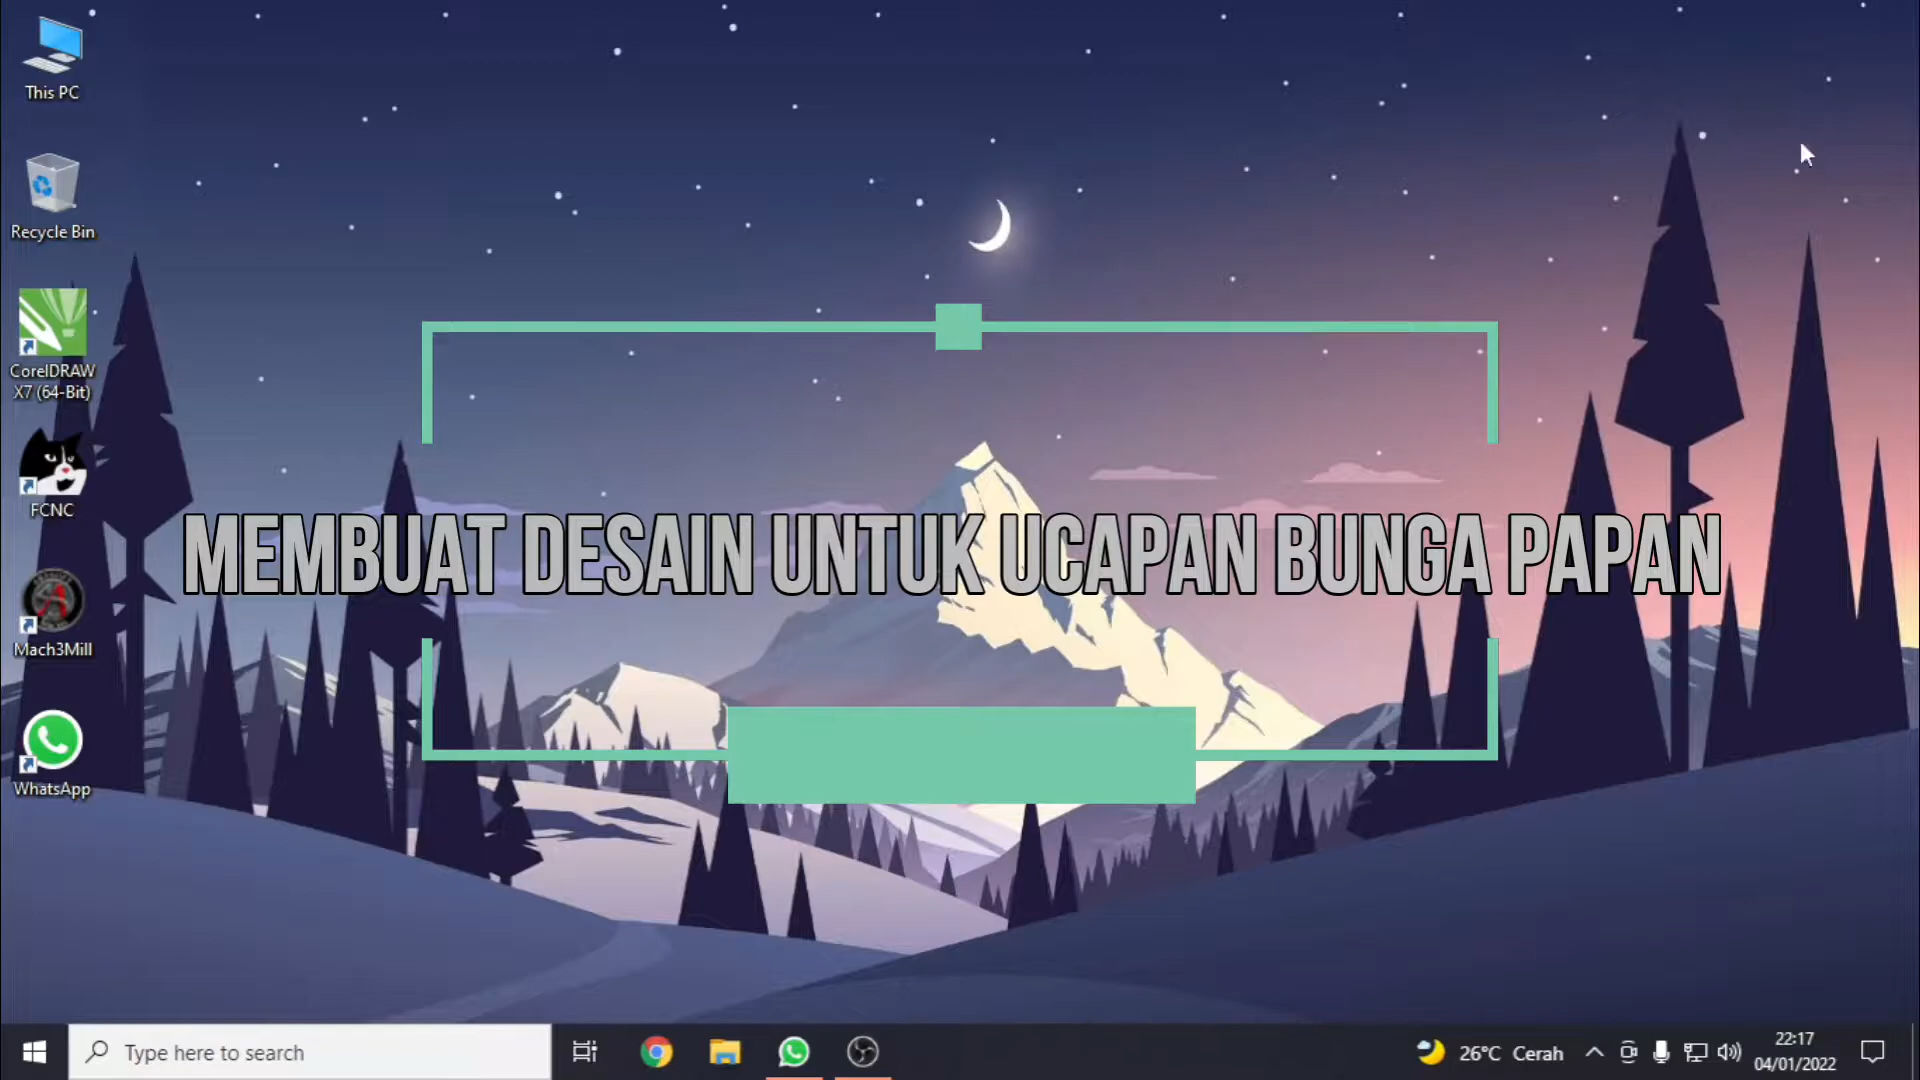 This PC
Recycle Bin
CorelDRAW
X7 (64-Bit)
FCNC
MEMBUAT DESAIN UNTUK UCAPAN BUNGA PAPAN
Mach3Mill
WhatsApp
Type here to search
26°C Cerah
22:17
04/01/2022